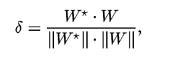 δ = W⋆ · W / ‖W⋆‖ · ‖W‖,